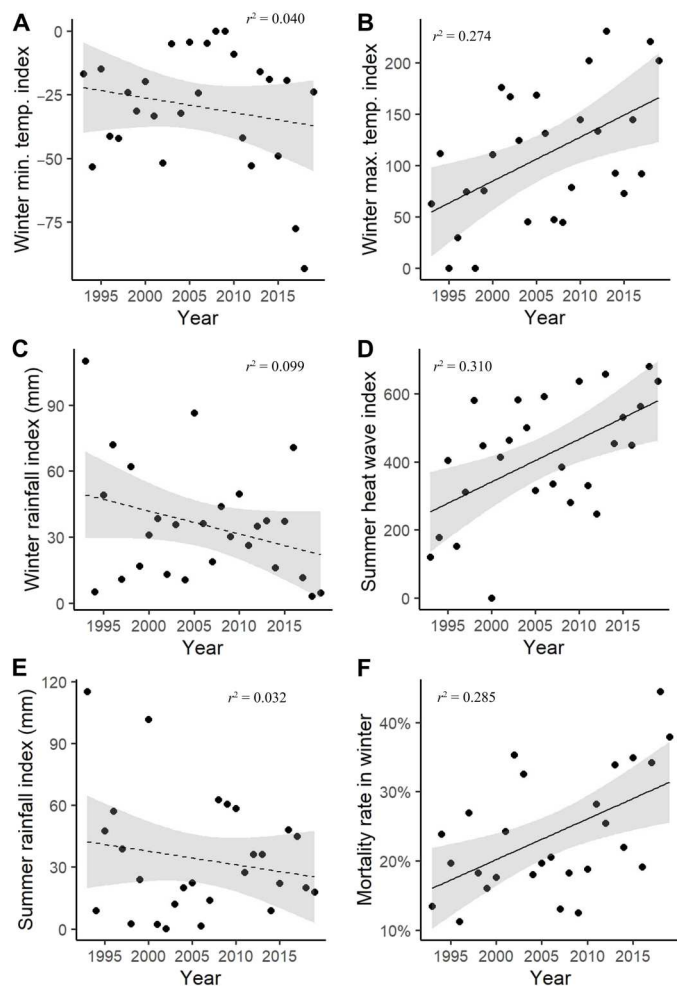 A
r² = 0.040
Winter min. temp. index
0
−25
−50
−75
1995 2000 2005 2010 2015
Year
B
r² = 0.274
Winter max. temp. index
200
150
100
50
0
1995 2000 2005 2010 2015
Year
C
r² = 0.099
Winter rainfall index (mm)
90
60
30
0
1995 2000 2005 2010 2015
Year
D
r² = 0.310
Summer heat wave index
600
400
200
0
1995 2000 2005 2010 2015
Year
E
r² = 0.032
Summer rainfall index (mm)
120
90
60
30
0
1995 2000 2005 2010 2015
Year
F
r² = 0.285
Mortality rate in winter
40%
30%
20%
10%
1995 2000 2005 2010 2015
Year